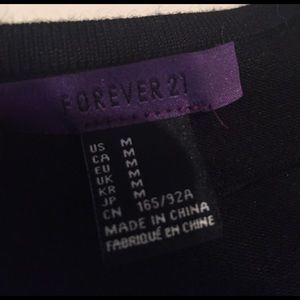 FOREVER 21
US M
CA M
EU M
UK M
KR M
JP M
CN 165/92A
MADE IN CHINA
FABRIQUÉ EN CHINE